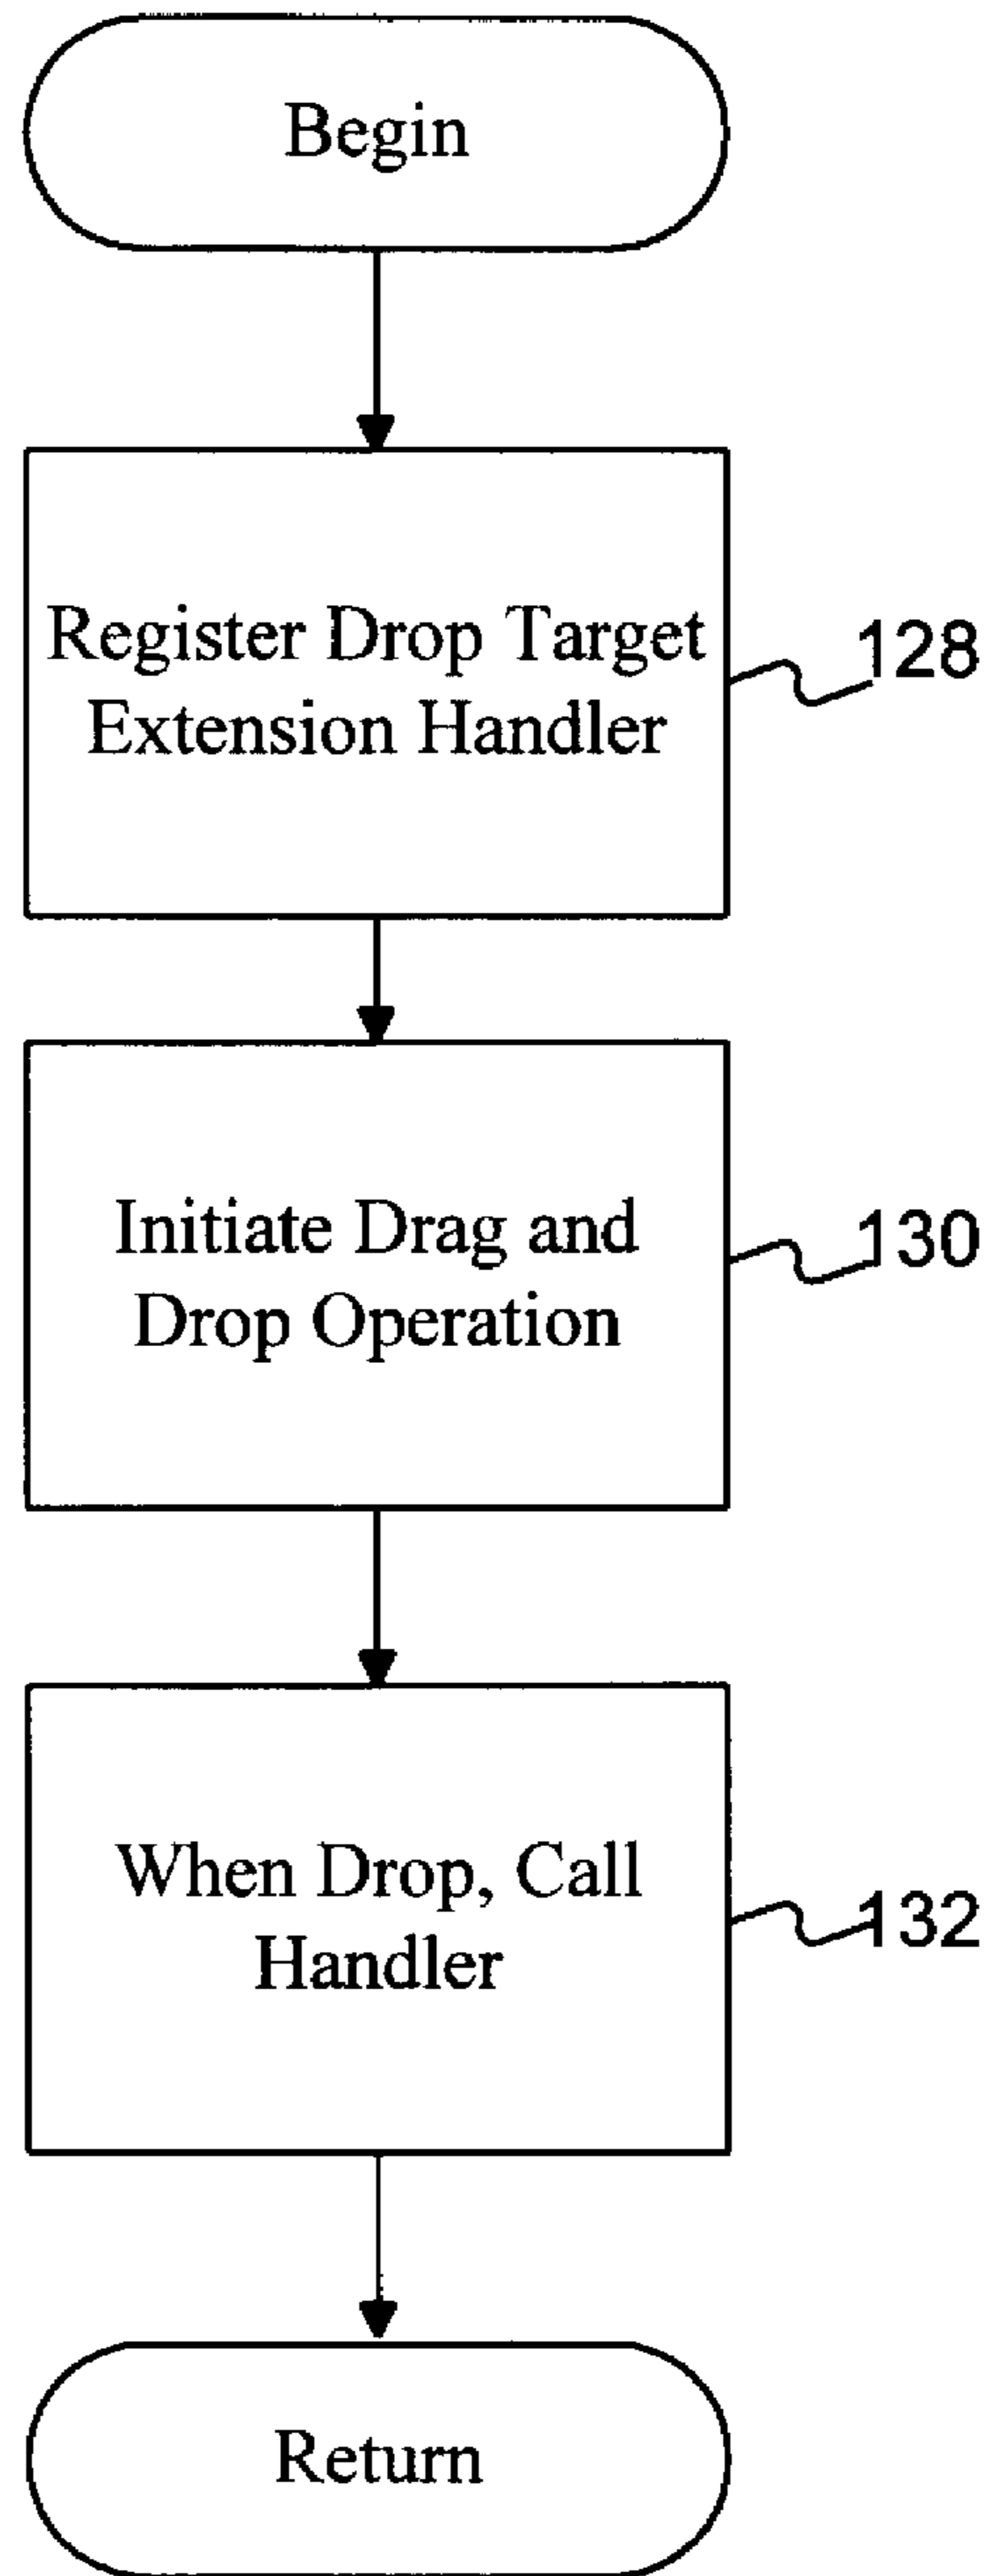 Begin
Register Drop Target
Extension Handler
128
Initiate Drag and
Drop Operation
130
When Drop, Call
Handler
132
Return